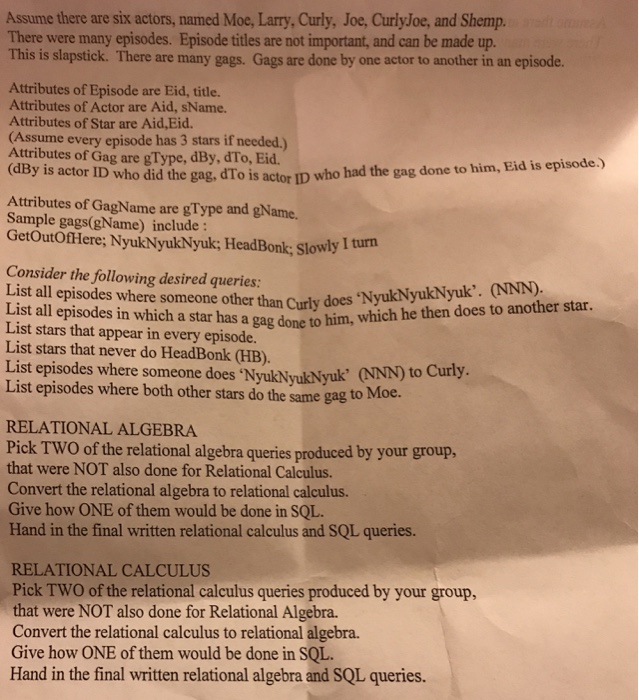 Assume there are six actors, named Moe, Larry, Curly, Joe, CurlyJoe, and Shemp.
There were many episodes. Episode titles are not important, and can be made up.
This is slapstick. There are many gags. Gags are done by one actor to another in an episode.
Attributes of Episode are Eid, title.
Attributes of Actor are Aid, sName.
Attributes of Star are Aid,Eid.
(Assume every episode has 3 stars if needed.)
Attributes of Gag are gType, dBy, dTo, Eid.
(dBy is actor ID who did the gag, dTo is actor ID who had the gag done to him, Eid is episode.)
Attributes of GagName are gType and gName.
Sample gags(gName) include :
GetOutOfHere; NyukNyukNyuk; HeadBonk; Slowly I turn
Consider the following desired queries:
List all episodes where someone other than Curly does ‘NyukNyukNyuk’. (NNN).
List all episodes in which a star has a gag done to him, which he then does to another star.
List stars that appear in every episode.
List stars that never do HeadBonk (HB).
List episodes where someone does ‘NyukNyukNyuk’ (NNN) to Curly.
List episodes where both other stars do the same gag to Moe.
RELATIONAL ALGEBRA
Pick TWO of the relational algebra queries produced by your group,
that were NOT also done for Relational Calculus.
Convert the relational algebra to relational calculus.
Give how ONE of them would be done in SQL.
Hand in the final written relational calculus and SQL queries.
RELATIONAL CALCULUS
Pick TWO of the relational calculus queries produced by your group,
that were NOT also done for Relational Algebra.
Convert the relational calculus to relational algebra.
Give how ONE of them would be done in SQL.
Hand in the final written relational algebra and SQL queries.